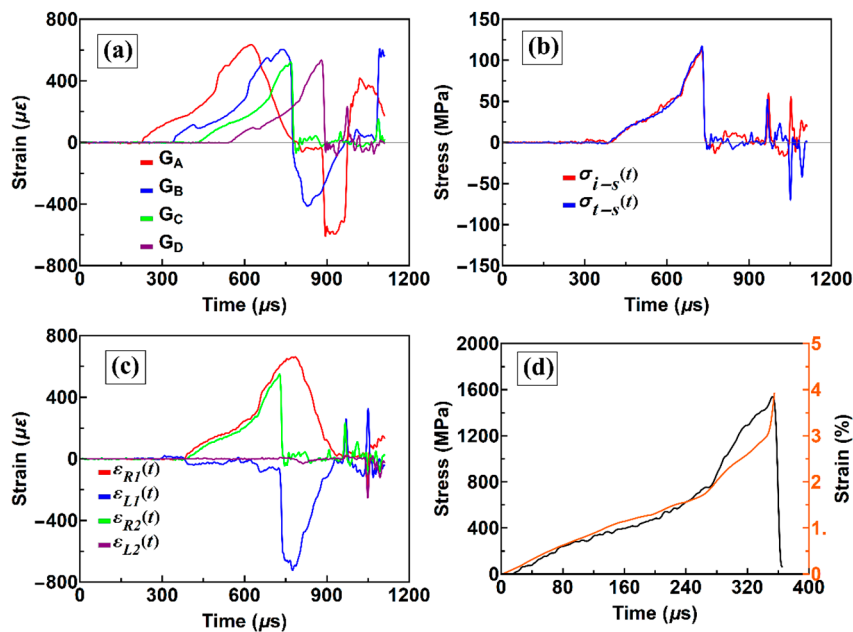 (a)
Strain (με)
800
400
0
−400
−800
G_A
G_B
G_C
G_D
0 300 600 900 1200
Time (μs)
(b)
Stress (MPa)
150
100
50
0
−50
−100
−150
σ_i−s(t)
σ_t−s(t)
0 300 600 900 1200
Time (μs)
(c)
Strain (με)
800
400
0
−400
−800
ε_R1(t)
ε_L1(t)
ε_R2(t)
ε_L2(t)
0 300 600 900 1200
Time (μs)
(d)
Stress (MPa)
2000
1600
1200
800
400
0
5
4
3
2
1
0
Strain (%)
0 80 160 240 320 400
Time (μs)